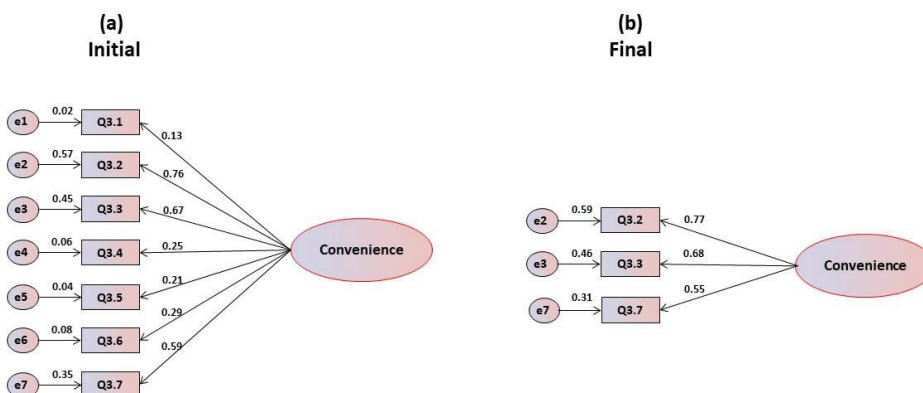 (a)
Initial
e1 0.02 Q3.1 0.13
e2 0.57 Q3.2 0.76
e3 0.45 Q3.3 0.67
e4 0.06 Q3.4 0.25
e5 0.04 Q3.5 0.21
e6 0.08 Q3.6 0.29
e7 0.35 Q3.7 0.59
Convenience
(b)
Final
e2 0.59 Q3.2 0.77
e3 0.46 Q3.3 0.68
e7 0.31 Q3.7 0.55
Convenience